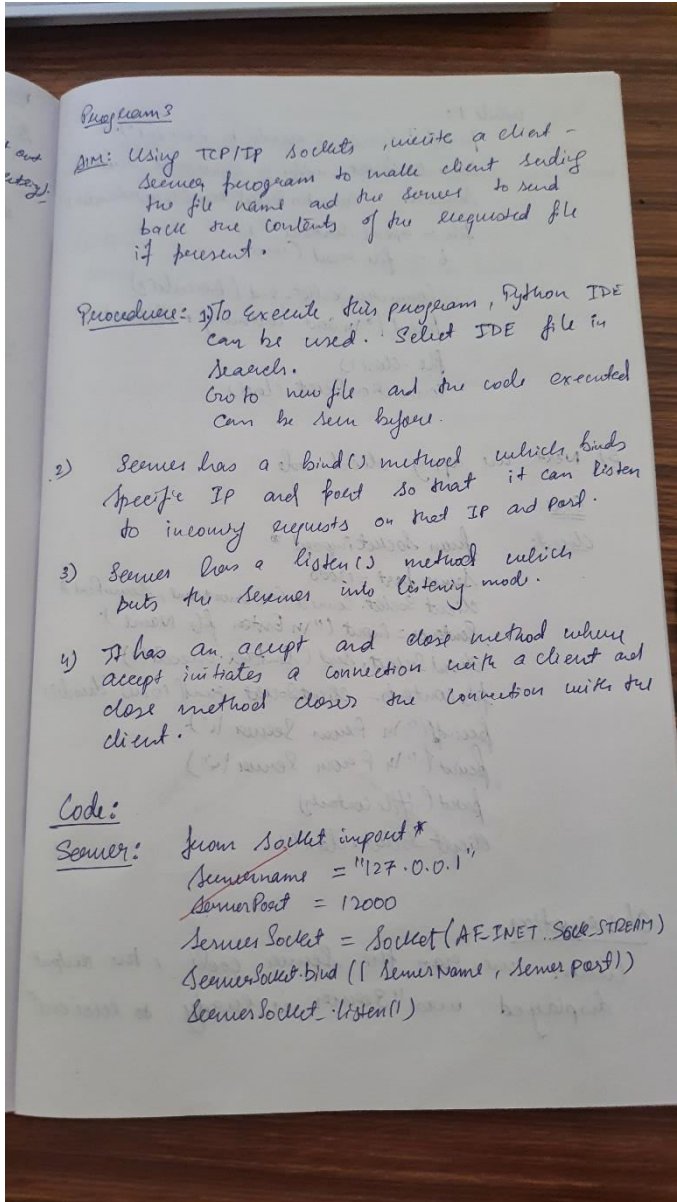 Program 3
AIM: Using TCP/IP sockets, write a client -
server program to make client sending
the file name and the server to send
back the contents of the requested file
if present.
Procedure: 1) To Execute this program, Python IDE
can be used. Select IDE file in
search.
Go to new file and the code executed
can be seen before.
2) Server has a bind() method which binds
specific IP and port so that it can listen
to incoming requests on that IP and port.
3) Server has a listen() method which
puts the server into listening mode.
4) It has an accept and close method where
accept initiates a connection with a client and
close method closes the connection with the
client.
Code:
Server: from socket import *
servername = "127.0.0.1"
serverPort = 12000
Server Socket = Socket(AF_INET, SOCK_STREAM)
ServerSocket.bind((ServerName, Server port))
ServerSocket.listen(1)
out